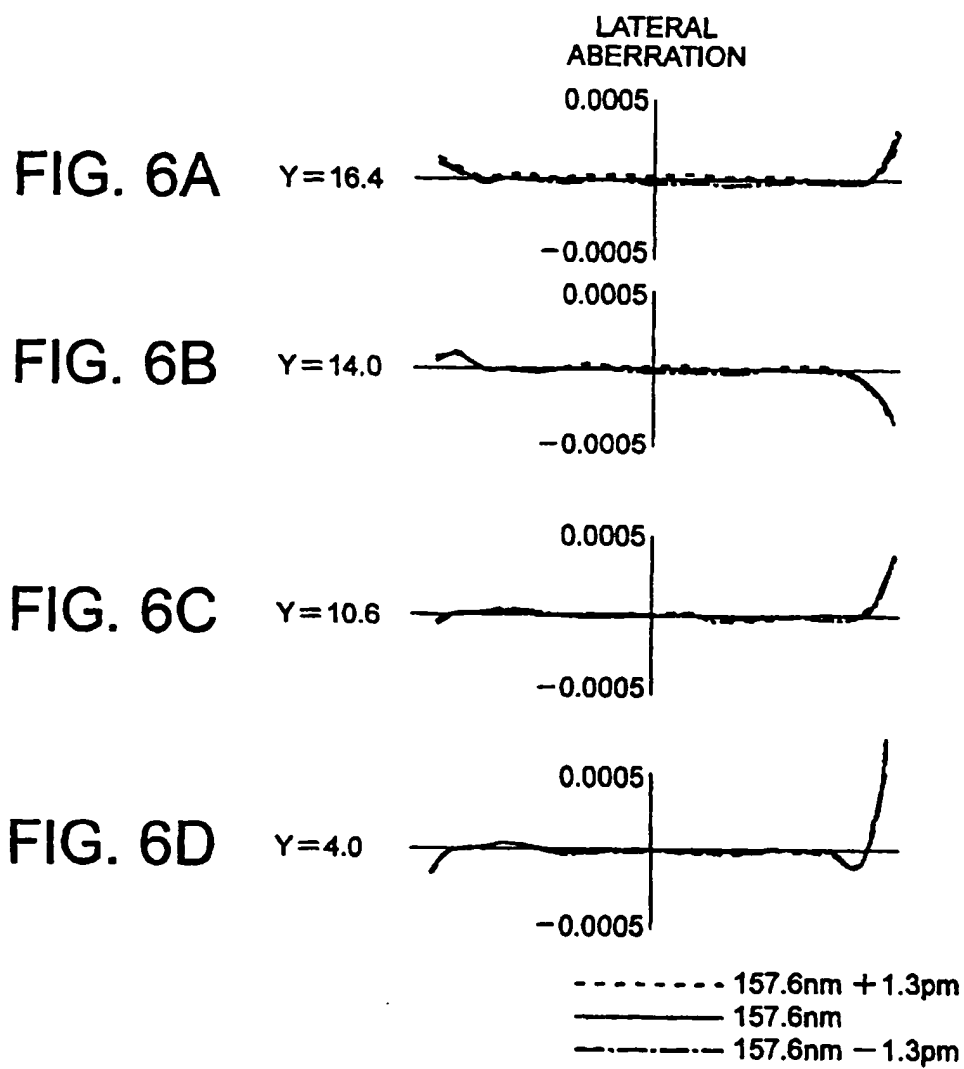 LATERAL
ABERRATION
0.0005
FIG. 6A Y=16.4
−0.0005
0.0005
FIG. 6B Y=14.0
−0.0005
0.0005
FIG. 6C Y=10.6
−0.0005
0.0005
FIG. 6D Y=4.0
−0.0005
157.6nm +1.3pm
157.6nm
157.6nm −1.3pm